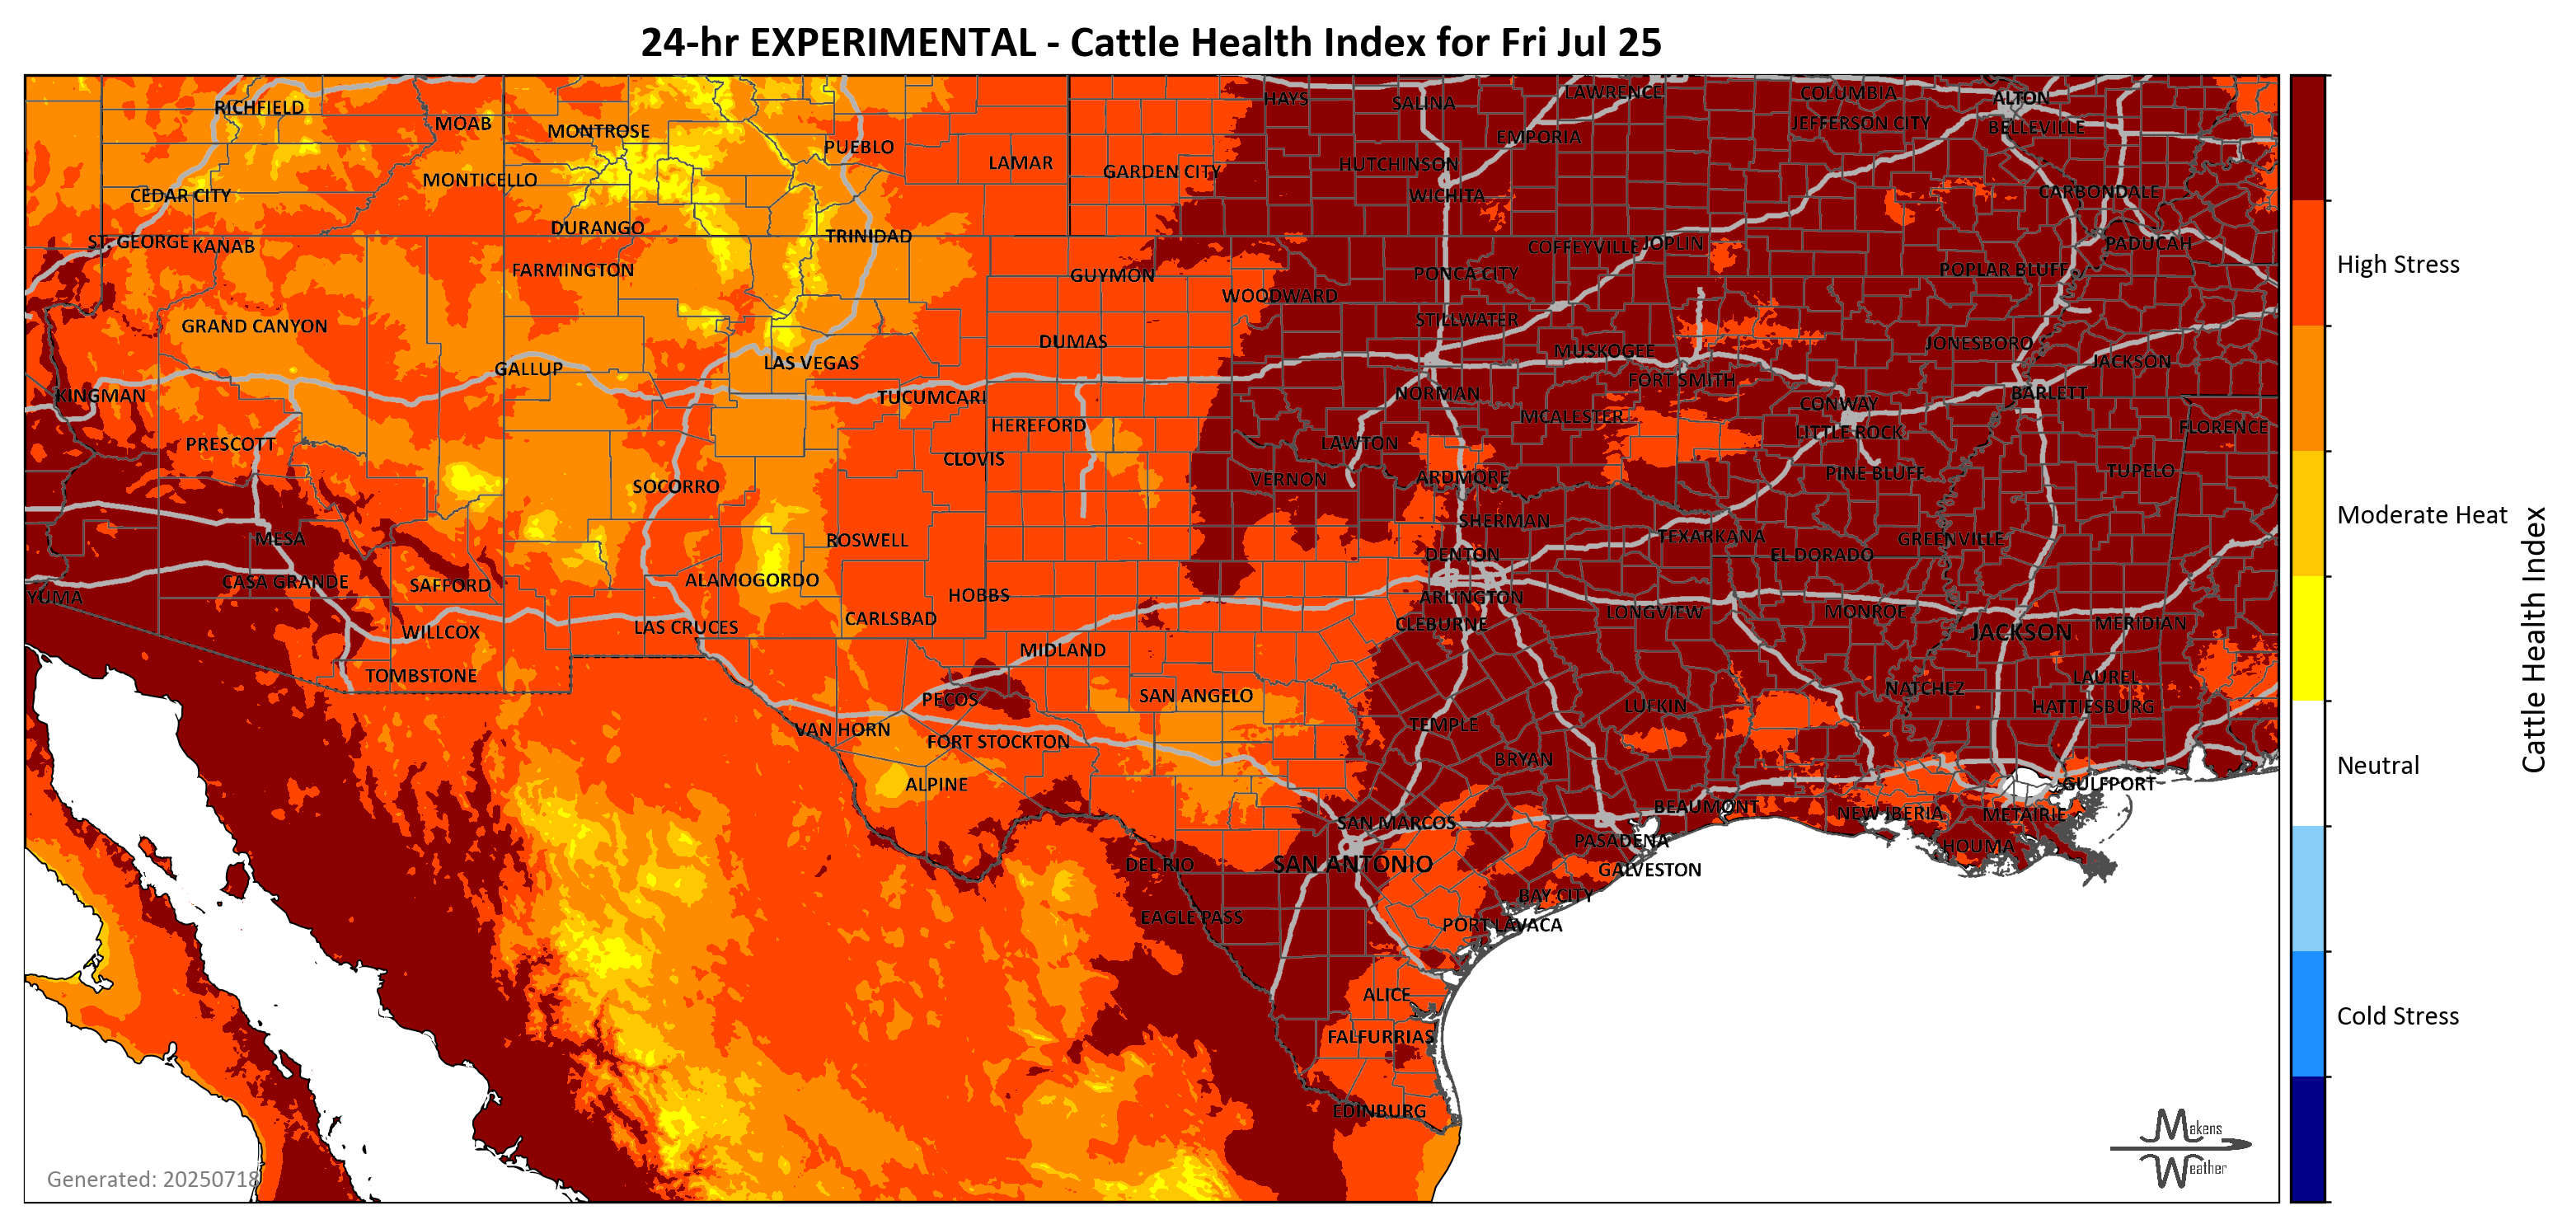 24-hr EXPERIMENTAL - Cattle Health Index for Fri Jul 25
RICHFIELD
MOAB
MONTROSE
PUEBLO
LAMAR
GARDEN CITY
HAYS
SALINA
LAWRENCE
EMPORIA
COLUMBIA
JEFFERSON CITY
ALTON
BELLEVILLE
HUTCHINSON
WICHITA
CARBONDALE
CEDAR CITY
MONTICELLO
DURANGO
TRINIDAD
ST. GEORGE
KANAB
FARMINGTON
GUYMON
WOODWARD
PONCA CITY
COFFEYVILLE
JOPLIN
POPLAR BLUFF
PADUCAH
GRAND CANYON
GALLUP
LAS VEGAS
DUMAS
STILLWATER
MUSKOGEE
FORT SMITH
JONESBORO
JACKSON
KINGMAN
PRESCOTT
TUCUMCARI
HEREFORD
CLOVIS
NORMAN
MCALESTER
CONWAY
LITTLE ROCK
BARLETT
FLORENCE
LAWTON
VERNON
ARDMORE
PINE BLUFF
TUPELO
SOCORRO
ROSWELL
SHERMAN
DENTON
TEXARKANA
EL DORADO
GREENVILLE
MESA
CASA GRANDE
SAFFORD
YUMA
ALAMOGORDO
HOBBS
CARLSBAD
ARLINGTON
CLEBURNE
LONGVIEW
MONROE
JACKSON
MERIDIAN
WILLCOX
LAS CRUCES
TOMBSTONE
MIDLAND
PECOS
SAN ANGELO
VAN HORN
FORT STOCKTON
ALPINE
TEMPLE
LUFKIN
BRYAN
NATCHEZ
LAUREL
HATTIESBURG
GULFPORT
BEAUMONT
NEW IBERIA
METAIRIE
HOUMA
SAN MARCOS
SAN ANTONIO
PASADENA
GALVESTON
DEL RIO
EAGLE PASS
BAY CITY
PORT LAVACA
ALICE
FALFURRIAS
EDINBURG
Generated: 20250718
Makens
Weather
High Stress
Moderate Heat
Neutral
Cold Stress
Cattle Health Index